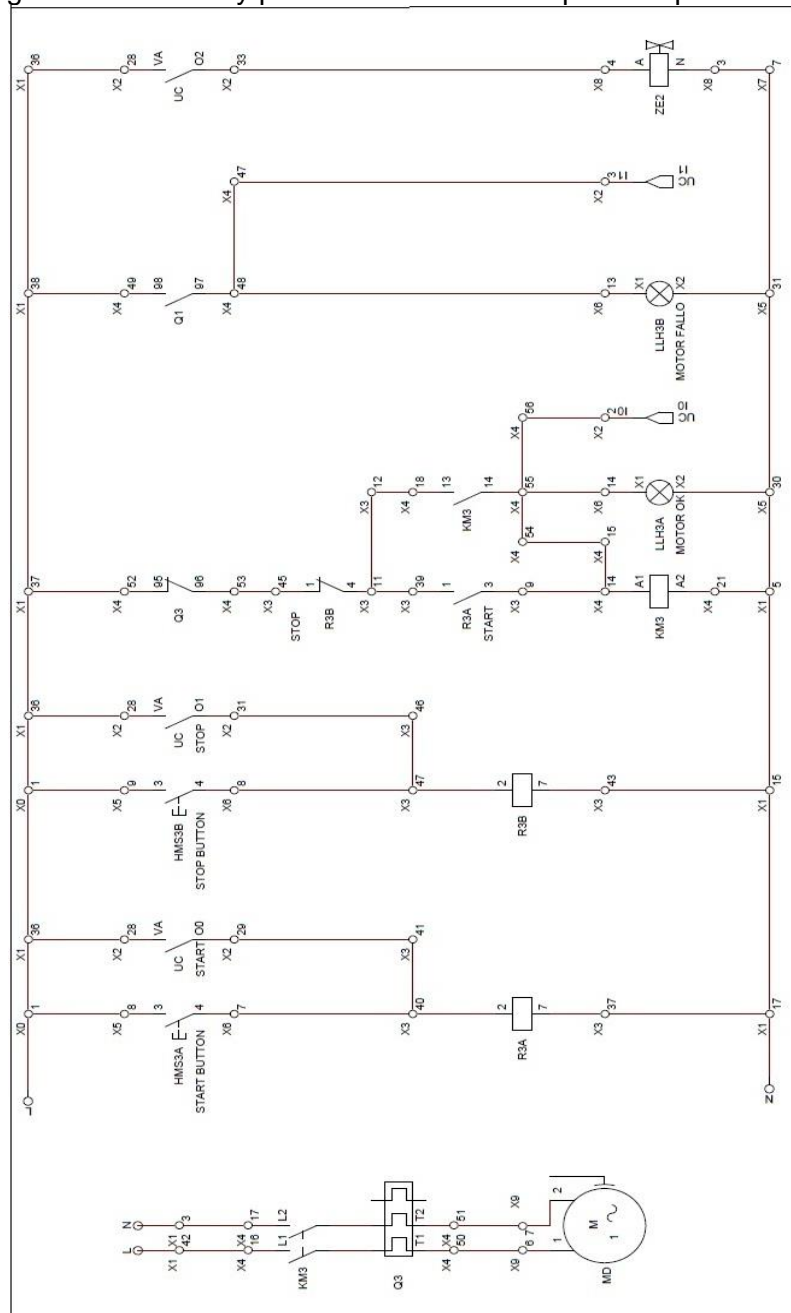 L
N
X1
42
X1
3
X4
16
X4
17
L1
L2
KM3
Q3
T1
T2
X4
50
X4
51
X9
6
X9
7
1
2
M
1
MD
L
N
X0
1
X5
8
3
HMS3A
START BUTTON
4
X6
7
X3
40
2
R3A
7
X3
37
X1
17
X1
36
X2
28
VA
UC
START
O0
X2
29
X3
41
X0
1
X5
9
3
HMS3B
STOP BUTTON
4
X6
8
X3
47
2
R3B
7
X3
43
X1
15
X1
36
X2
28
VA
UC
STOP
O1
X2
31
X3
46
X1
37
X4
52
95
Q3
96
X4
53
X3
45
1
STOP
R3B
4
X3
11
X3
39
1
R3A
START
3
X3
9
X4
14
A1
KM3
A2
X4
21
X1
5
X3
12
X4
18
13
KM3
14
X4
54
X4
15
X4
55
X6
14
X1
LLH3A
MOTOR OK
X2
X5
30
X4
56
X2
2
I0
UC
I0
X1
38
X4
49
98
Q1
97
X4
48
X6
13
X1
LLH3B
MOTOR FALLO
X2
X5
31
X4
47
X2
3
I1
UC
I1
X1
36
X2
28
VA
UC
O2
X2
33
X8
4
A
ZE2
N
X8
3
X7
7